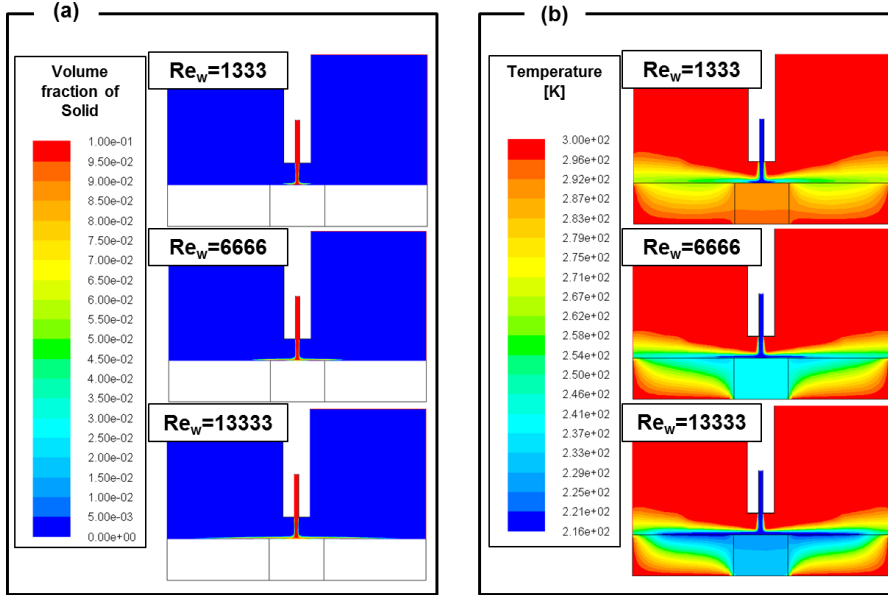 (a)
Volume
fraction of
Solid
1.00e-01
9.50e-02
9.00e-02
8.50e-02
8.00e-02
7.50e-02
7.00e-02
6.50e-02
6.00e-02
5.50e-02
5.00e-02
4.50e-02
4.00e-02
3.50e-02
3.00e-02
2.50e-02
2.00e-02
1.50e-02
1.00e-02
5.00e-03
0.00e+00
Rew=1333
Rew=6666
Rew=13333
(b)
Temperature
[K]
3.00e+02
2.96e+02
2.92e+02
2.87e+02
2.83e+02
2.79e+02
2.75e+02
2.71e+02
2.67e+02
2.62e+02
2.58e+02
2.54e+02
2.50e+02
2.46e+02
2.41e+02
2.37e+02
2.33e+02
2.29e+02
2.25e+02
2.21e+02
2.16e+02
Rew=1333
Rew=6666
Rew=13333